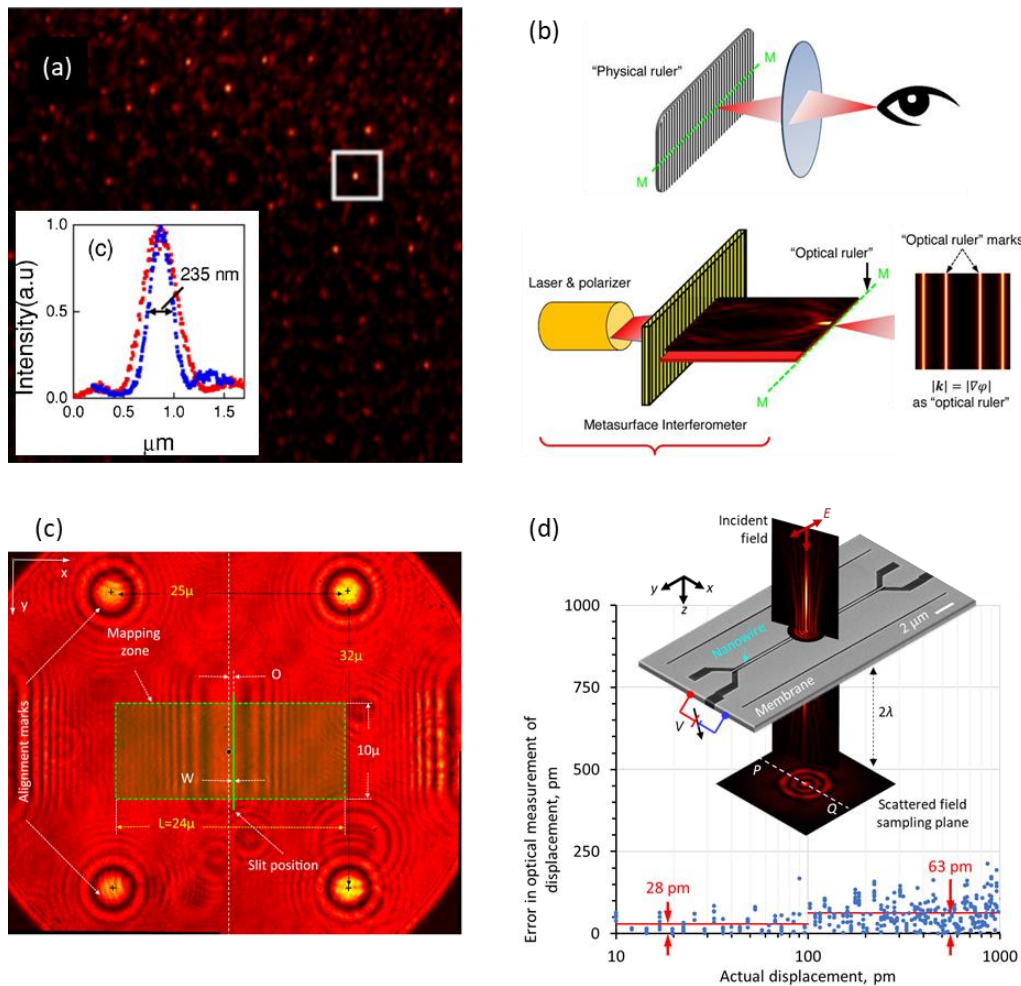 (a)
(c)
Intensity(a.u)
1.0
0.5
0.0
235 nm
0.0 0.5 1.0 1.5
μm
(b)
"Physical ruler"
M
M
Laser & polarizer
"Optical ruler"
M
M
Metasurface Interferometer
"Optical ruler" marks
|k| = |∇φ|
as "optical ruler"
(c)
x
y
25μ
Mapping
zone
32μ
O
Alignment marks
10μ
W
L=24μ
Slit position
(d)
Incident
field
E
y x
z
2 μm
Nanowire
Membrane
V
2λ
P
Q
Scattered field
sampling plane
Error in optical measurement of
displacement, pm
1000
750
500
250
0
28 pm
63 pm
10 100 1000
Actual displacement, pm